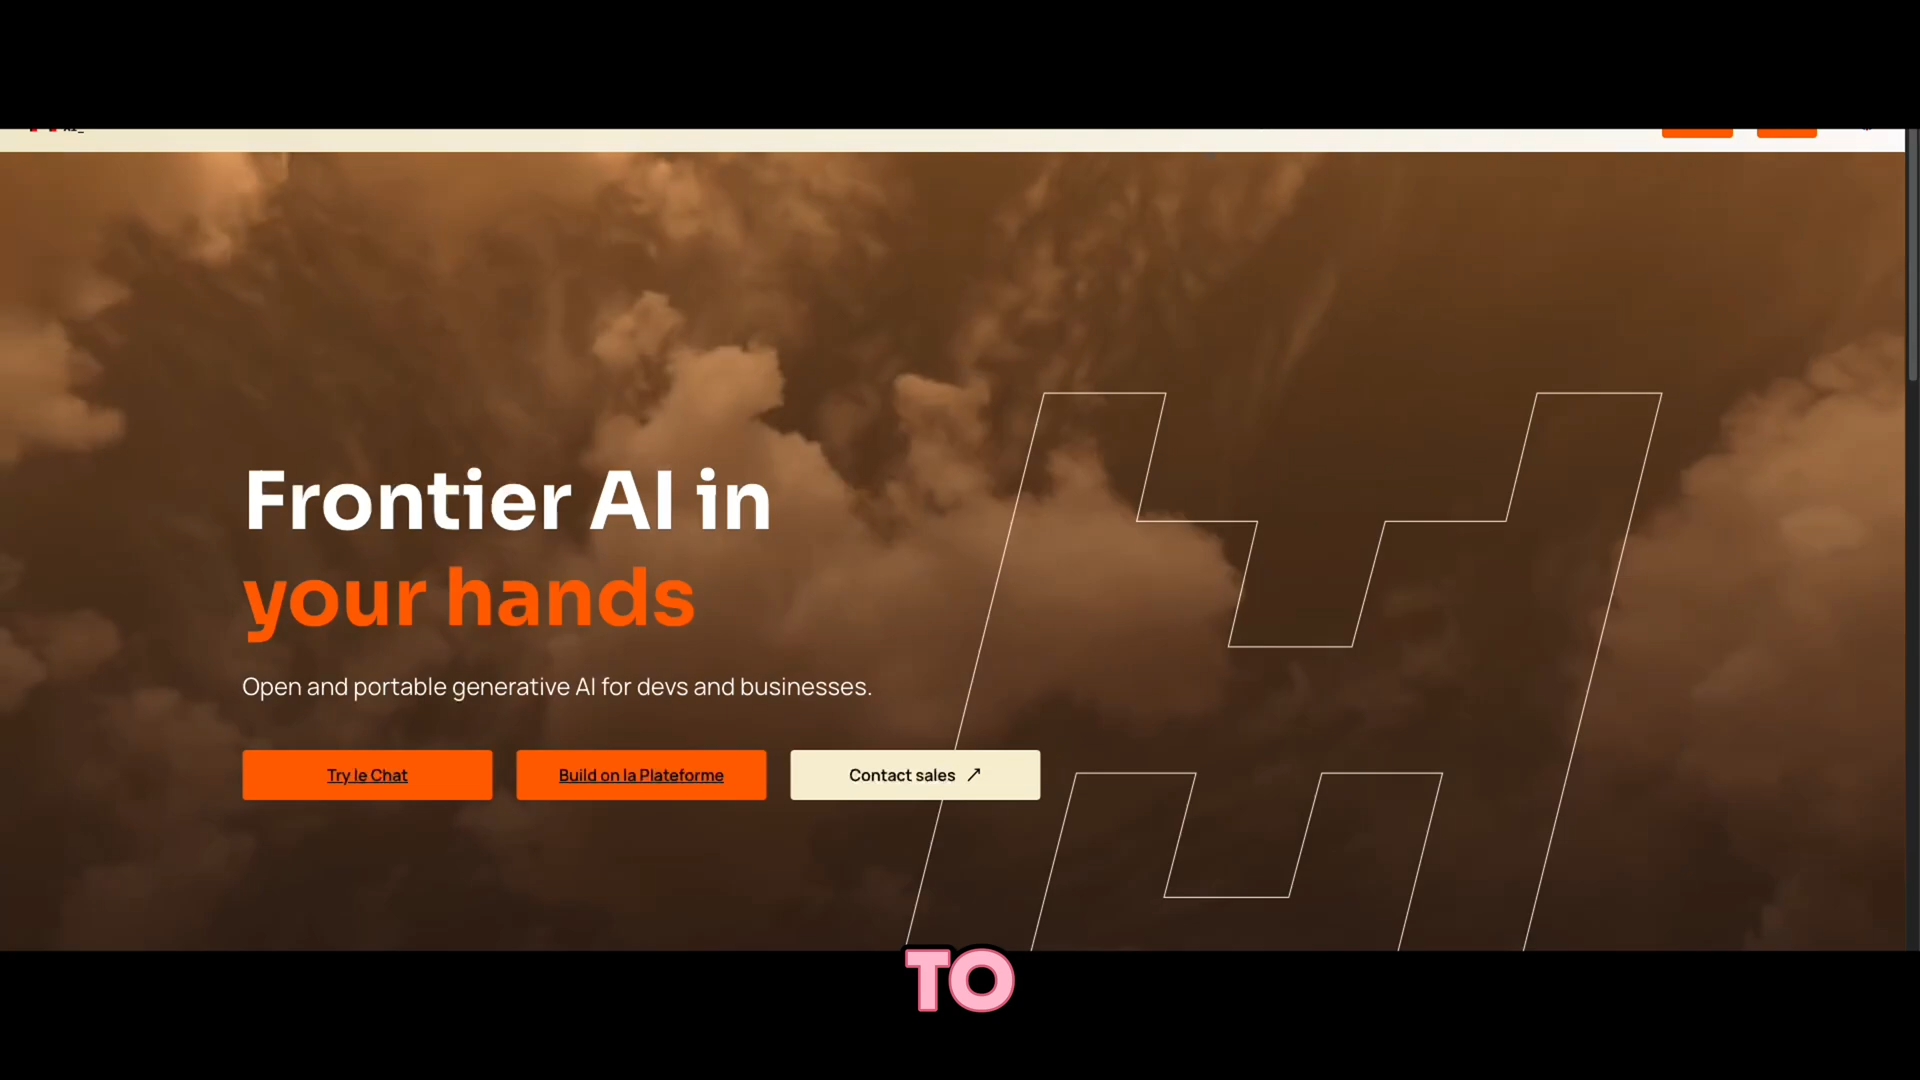 Frontier AI in
your hands
Open and portable generative AI for devs and businesses.
Try le Chat
Build on la Plateforme
Contact sales ↗
TO